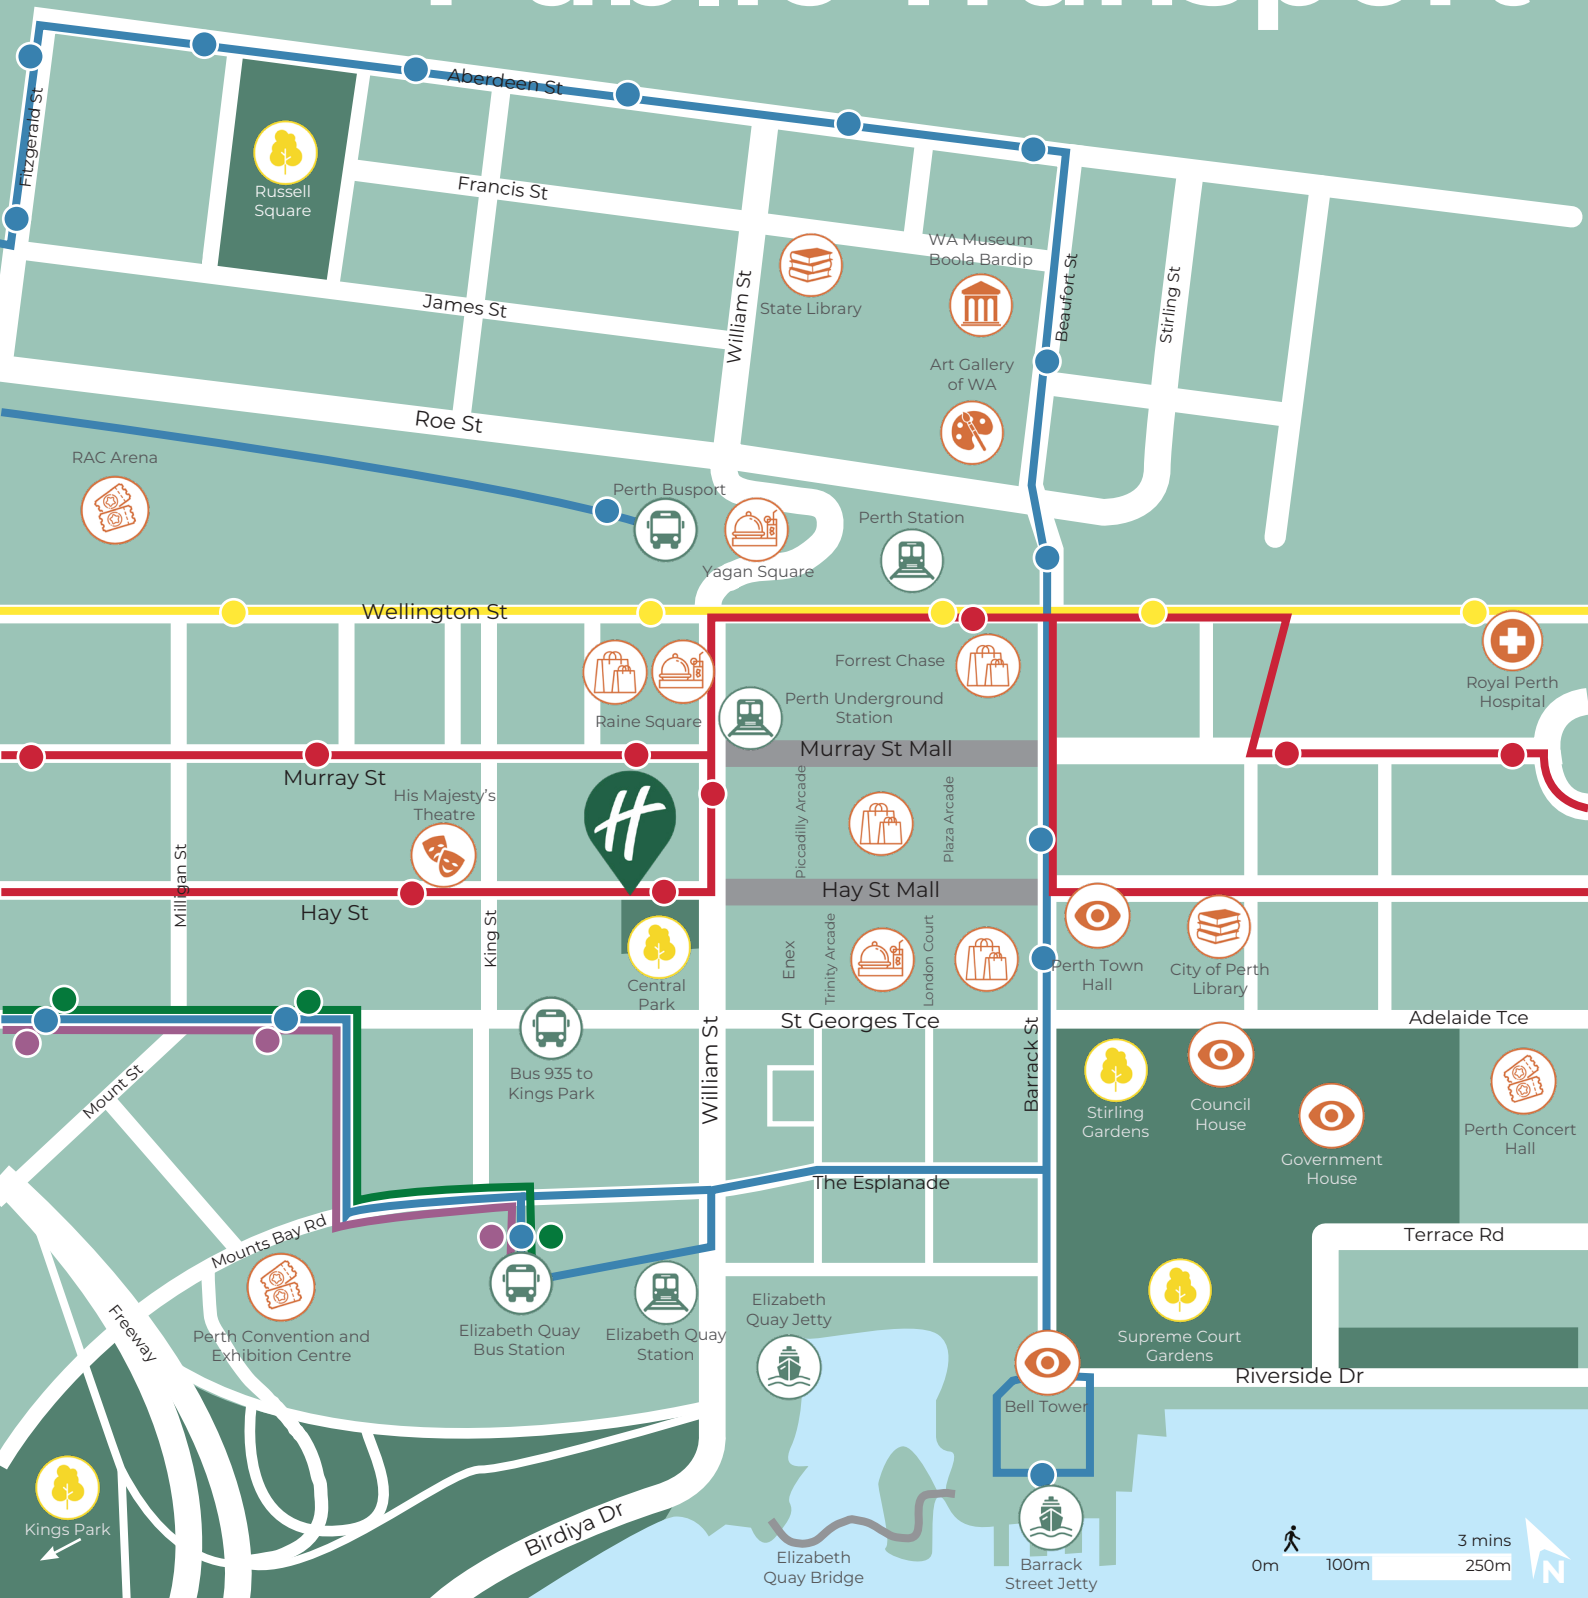 Public Transport
Aberdeen St
Fitzgerald St
Russell
Square
Francis St
WA Museum
Boola Bardip
State Library
William St
Beaufort St
Stirling St
James St
Art Gallery
of WA
Roe St
RAC Arena
Perth Busport
Perth Station
Yagan Square
Wellington St
Forrest Chase
Royal Perth
Hospital
Raine Square
Perth Underground
Station
Murray St Mall
Murray St
His Majesty's
Theatre
Piccadilly Arcade
Plaza Arcade
Milligan St
Hay St Mall
Hay St
King St
Enex
Trinity Arcade
London Court
Perth Town
Hall
City of Perth
Library
Central
Park
St Georges Tce
Adelaide Tce
William St
Barrack St
Mount St
Bus 935 to
Kings Park
Stirling
Gardens
Council
House
Government
House
Perth Concert
Hall
The Esplanade
Mounts Bay Rd
Terrace Rd
Freeway
Perth Convention and
Exhibition Centre
Elizabeth Quay
Bus Station
Elizabeth Quay
Station
Elizabeth
Quay Jetty
Supreme Court
Gardens
Riverside Dr
Bell Tower
Kings Park
Birdiya Dr
Elizabeth
Quay Bridge
Barrack
Street Jetty
3 mins
0m
100m
250m
N